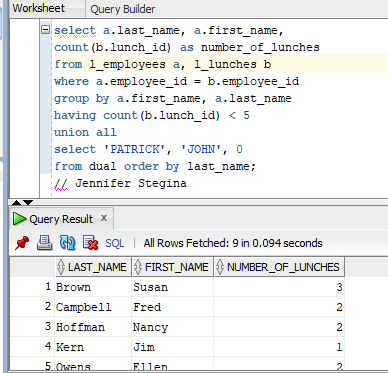 Worksheet Query Builder
select a.last_name, a.first_name,
count(b.lunch_id) as number_of_lunches
from l_employees a, l_lunches b
where a.employee_id = b.employee_id
group by a.first_name, a.last_name
having count(b.lunch_id) < 5
union all
select 'PATRICK', 'JOHN', 0
from dual order by last_name;
// Jennifer Stegina
Query Result x
SQL | All Rows Fetched: 9 in 0.094 seconds
LAST_NAME FIRST_NAME NUMBER_OF_LUNCHES
1 Brown Susan 3
2 Campbell Fred 2
3 Hoffman Nancy 2
4 Kern Jim 1
5 Owens Ellen 2